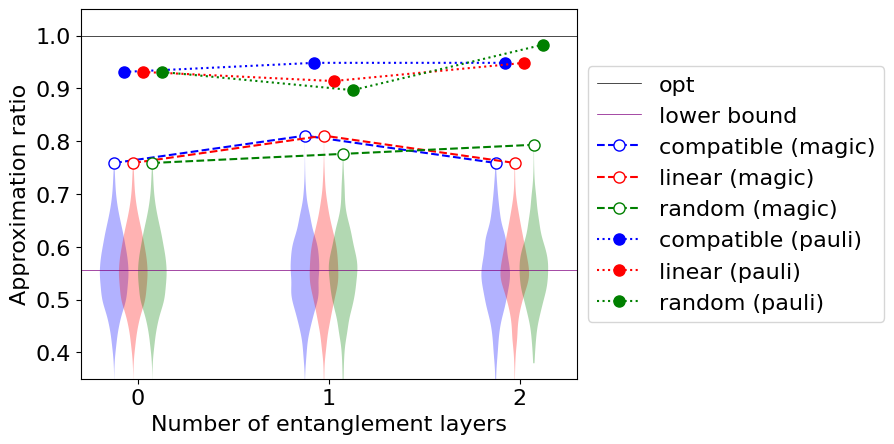 1.0
0.9
0.8
0.7
0.6
0.5
0.4
Approximation ratio
0 1 2
Number of entanglement layers
opt
lower bound
compatible (magic)
linear (magic)
random (magic)
compatible (pauli)
linear (pauli)
random (pauli)